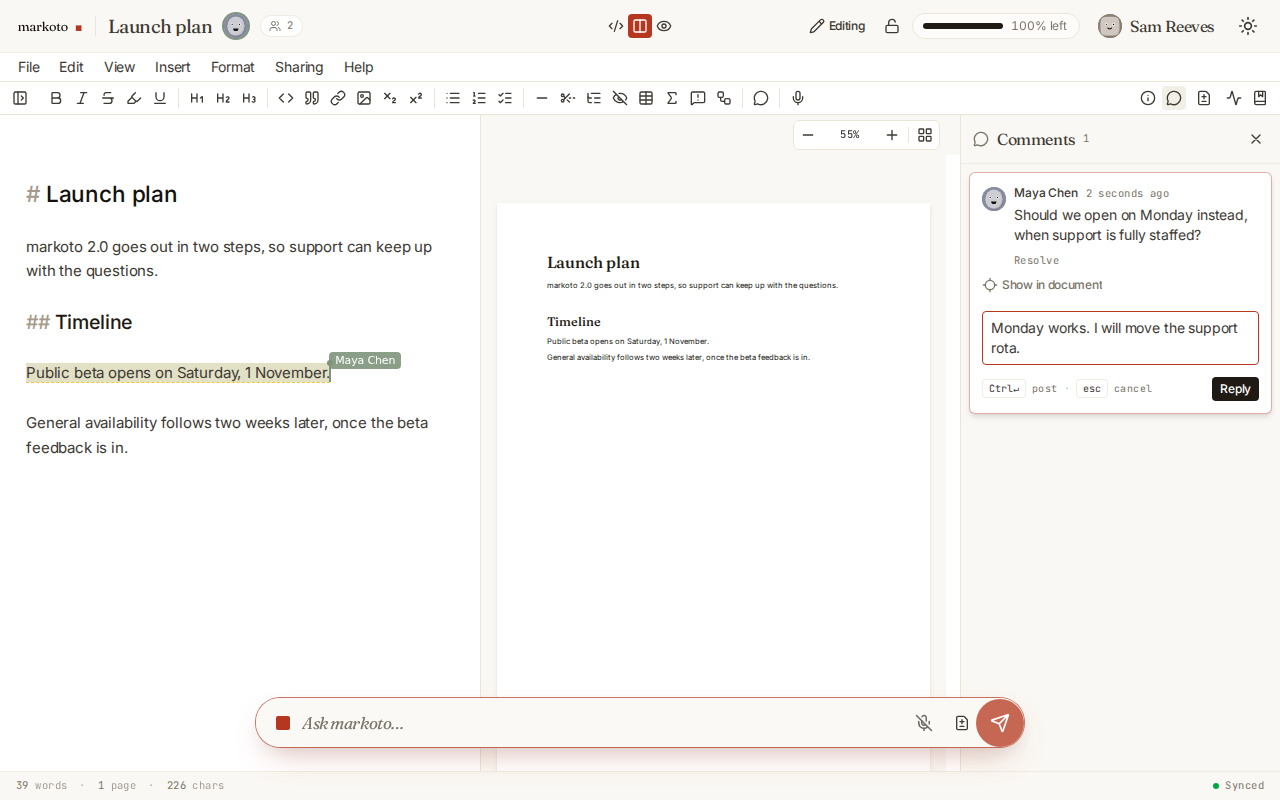 markoto
Launch plan
2
Editing
100% left
Sam Reeves
File Edit View Insert Format Sharing Help
H1 H2 H3
55%
# Launch plan
markoto 2.0 goes out in two steps, so support can keep up
with the questions.
## Timeline
Maya Chen
Public beta opens on Saturday, 1 November.
General availability follows two weeks later, once the beta
feedback is in.
Launch plan
markoto 2.0 goes out in two steps, so support can keep up with the questions.
Timeline
Public beta opens on Saturday, 1 November.
General availability follows two weeks later, once the beta feedback is in.
Comments 1
Maya Chen 2 seconds ago
Should we open on Monday instead,
when support is fully staffed?
Resolve
Show in document
Monday works. I will move the support
rota.
Ctrl↵ post · esc cancel
Reply
Ask markoto...
39 words · 1 page · 226 chars
Synced